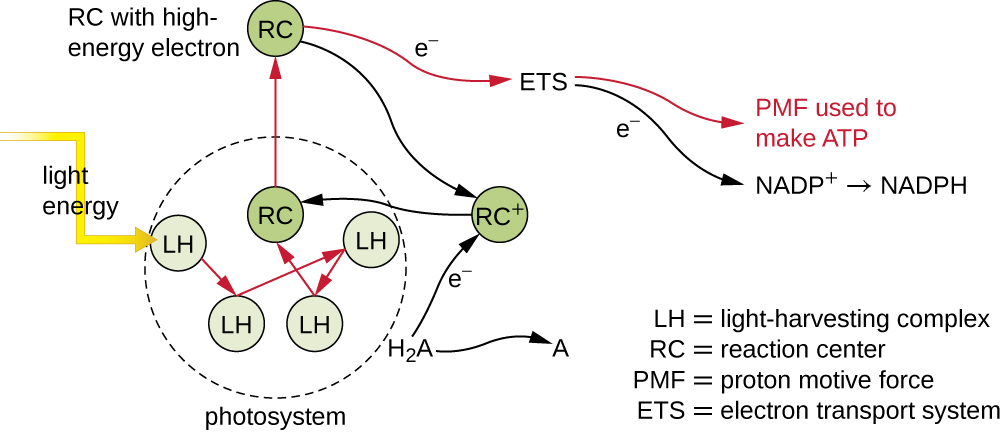 RC with high-
energy electron
RC
e⁻
ETS
PMF used to
make ATP
e⁻
NADP⁺ → NADPH
light
energy
RC
RC⁺
LH
LH
LH
LH
e⁻
H₂A
A
photosystem
LH = light-harvesting complex
RC = reaction center
PMF = proton motive force
ETS = electron transport system